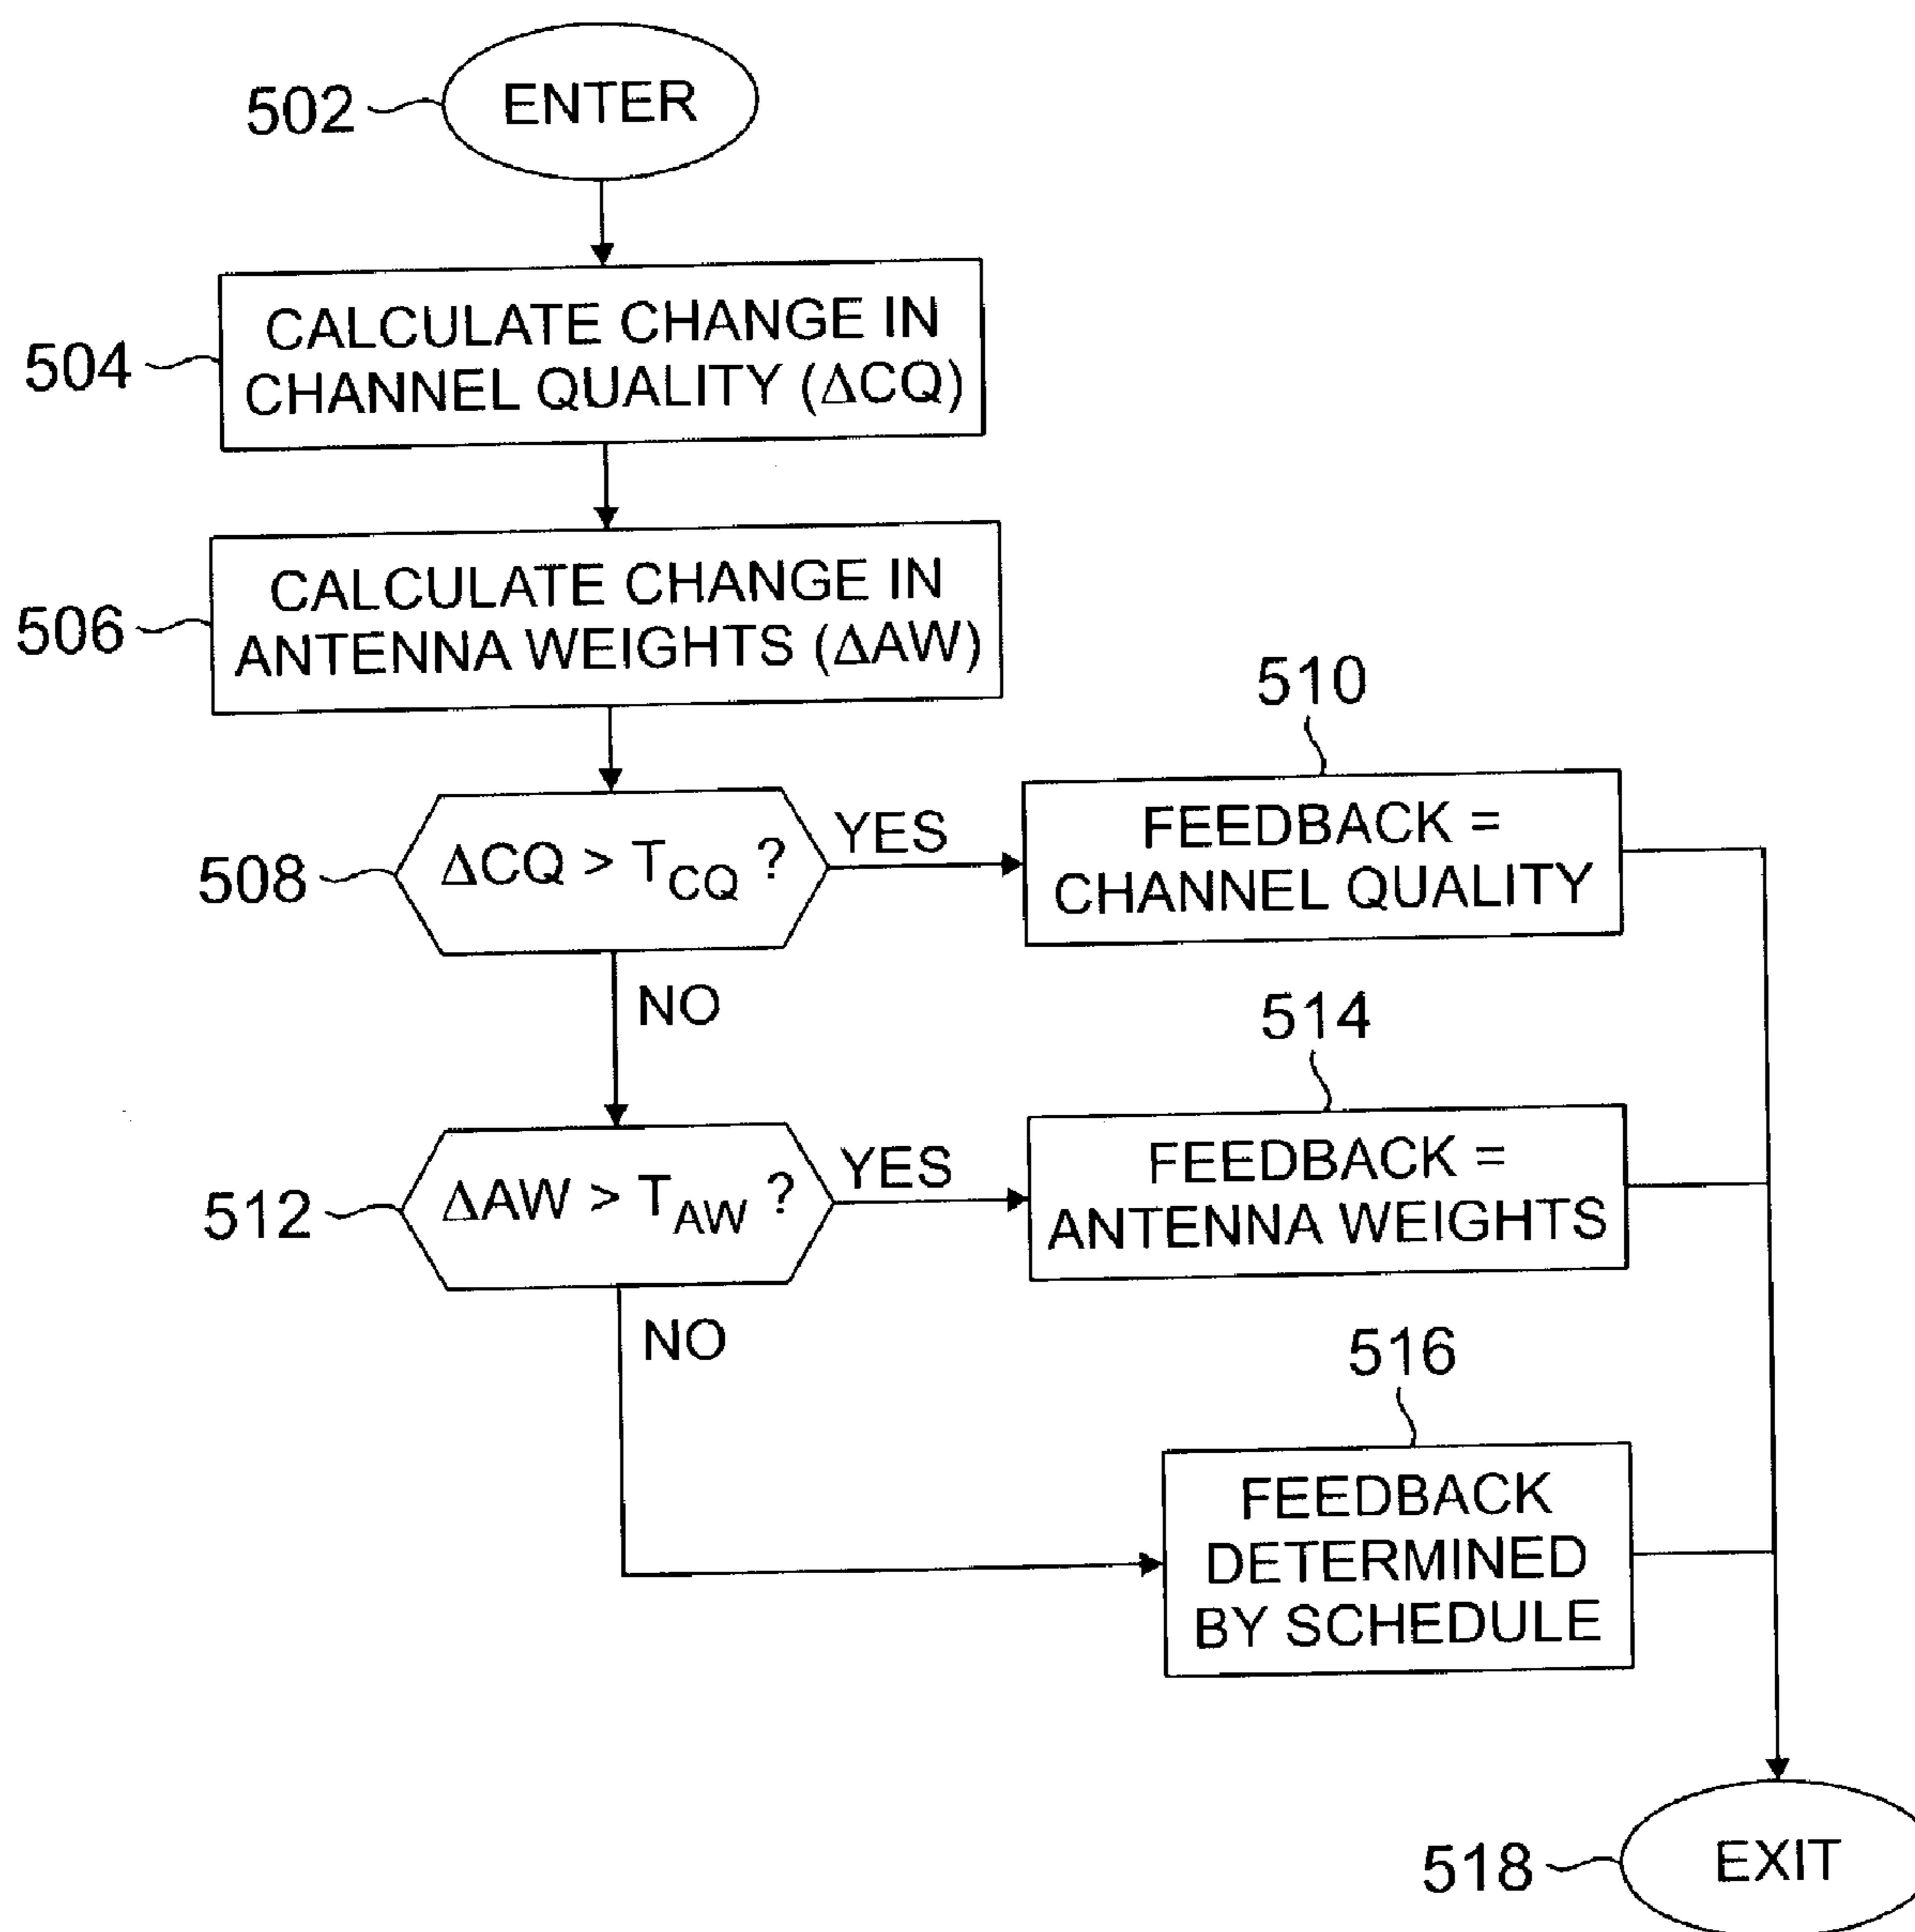 502
ENTER
504
CALCULATE CHANGE IN
CHANNEL QUALITY (ΔCQ)
506
CALCULATE CHANGE IN
ANTENNA WEIGHTS (ΔAW)
508
ΔCQ > TCQ ?
YES
510
FEEDBACK =
CHANNEL QUALITY
NO
512
ΔAW > TAW ?
YES
514
FEEDBACK =
ANTENNA WEIGHTS
NO
516
FEEDBACK
DETERMINED
BY SCHEDULE
518
EXIT